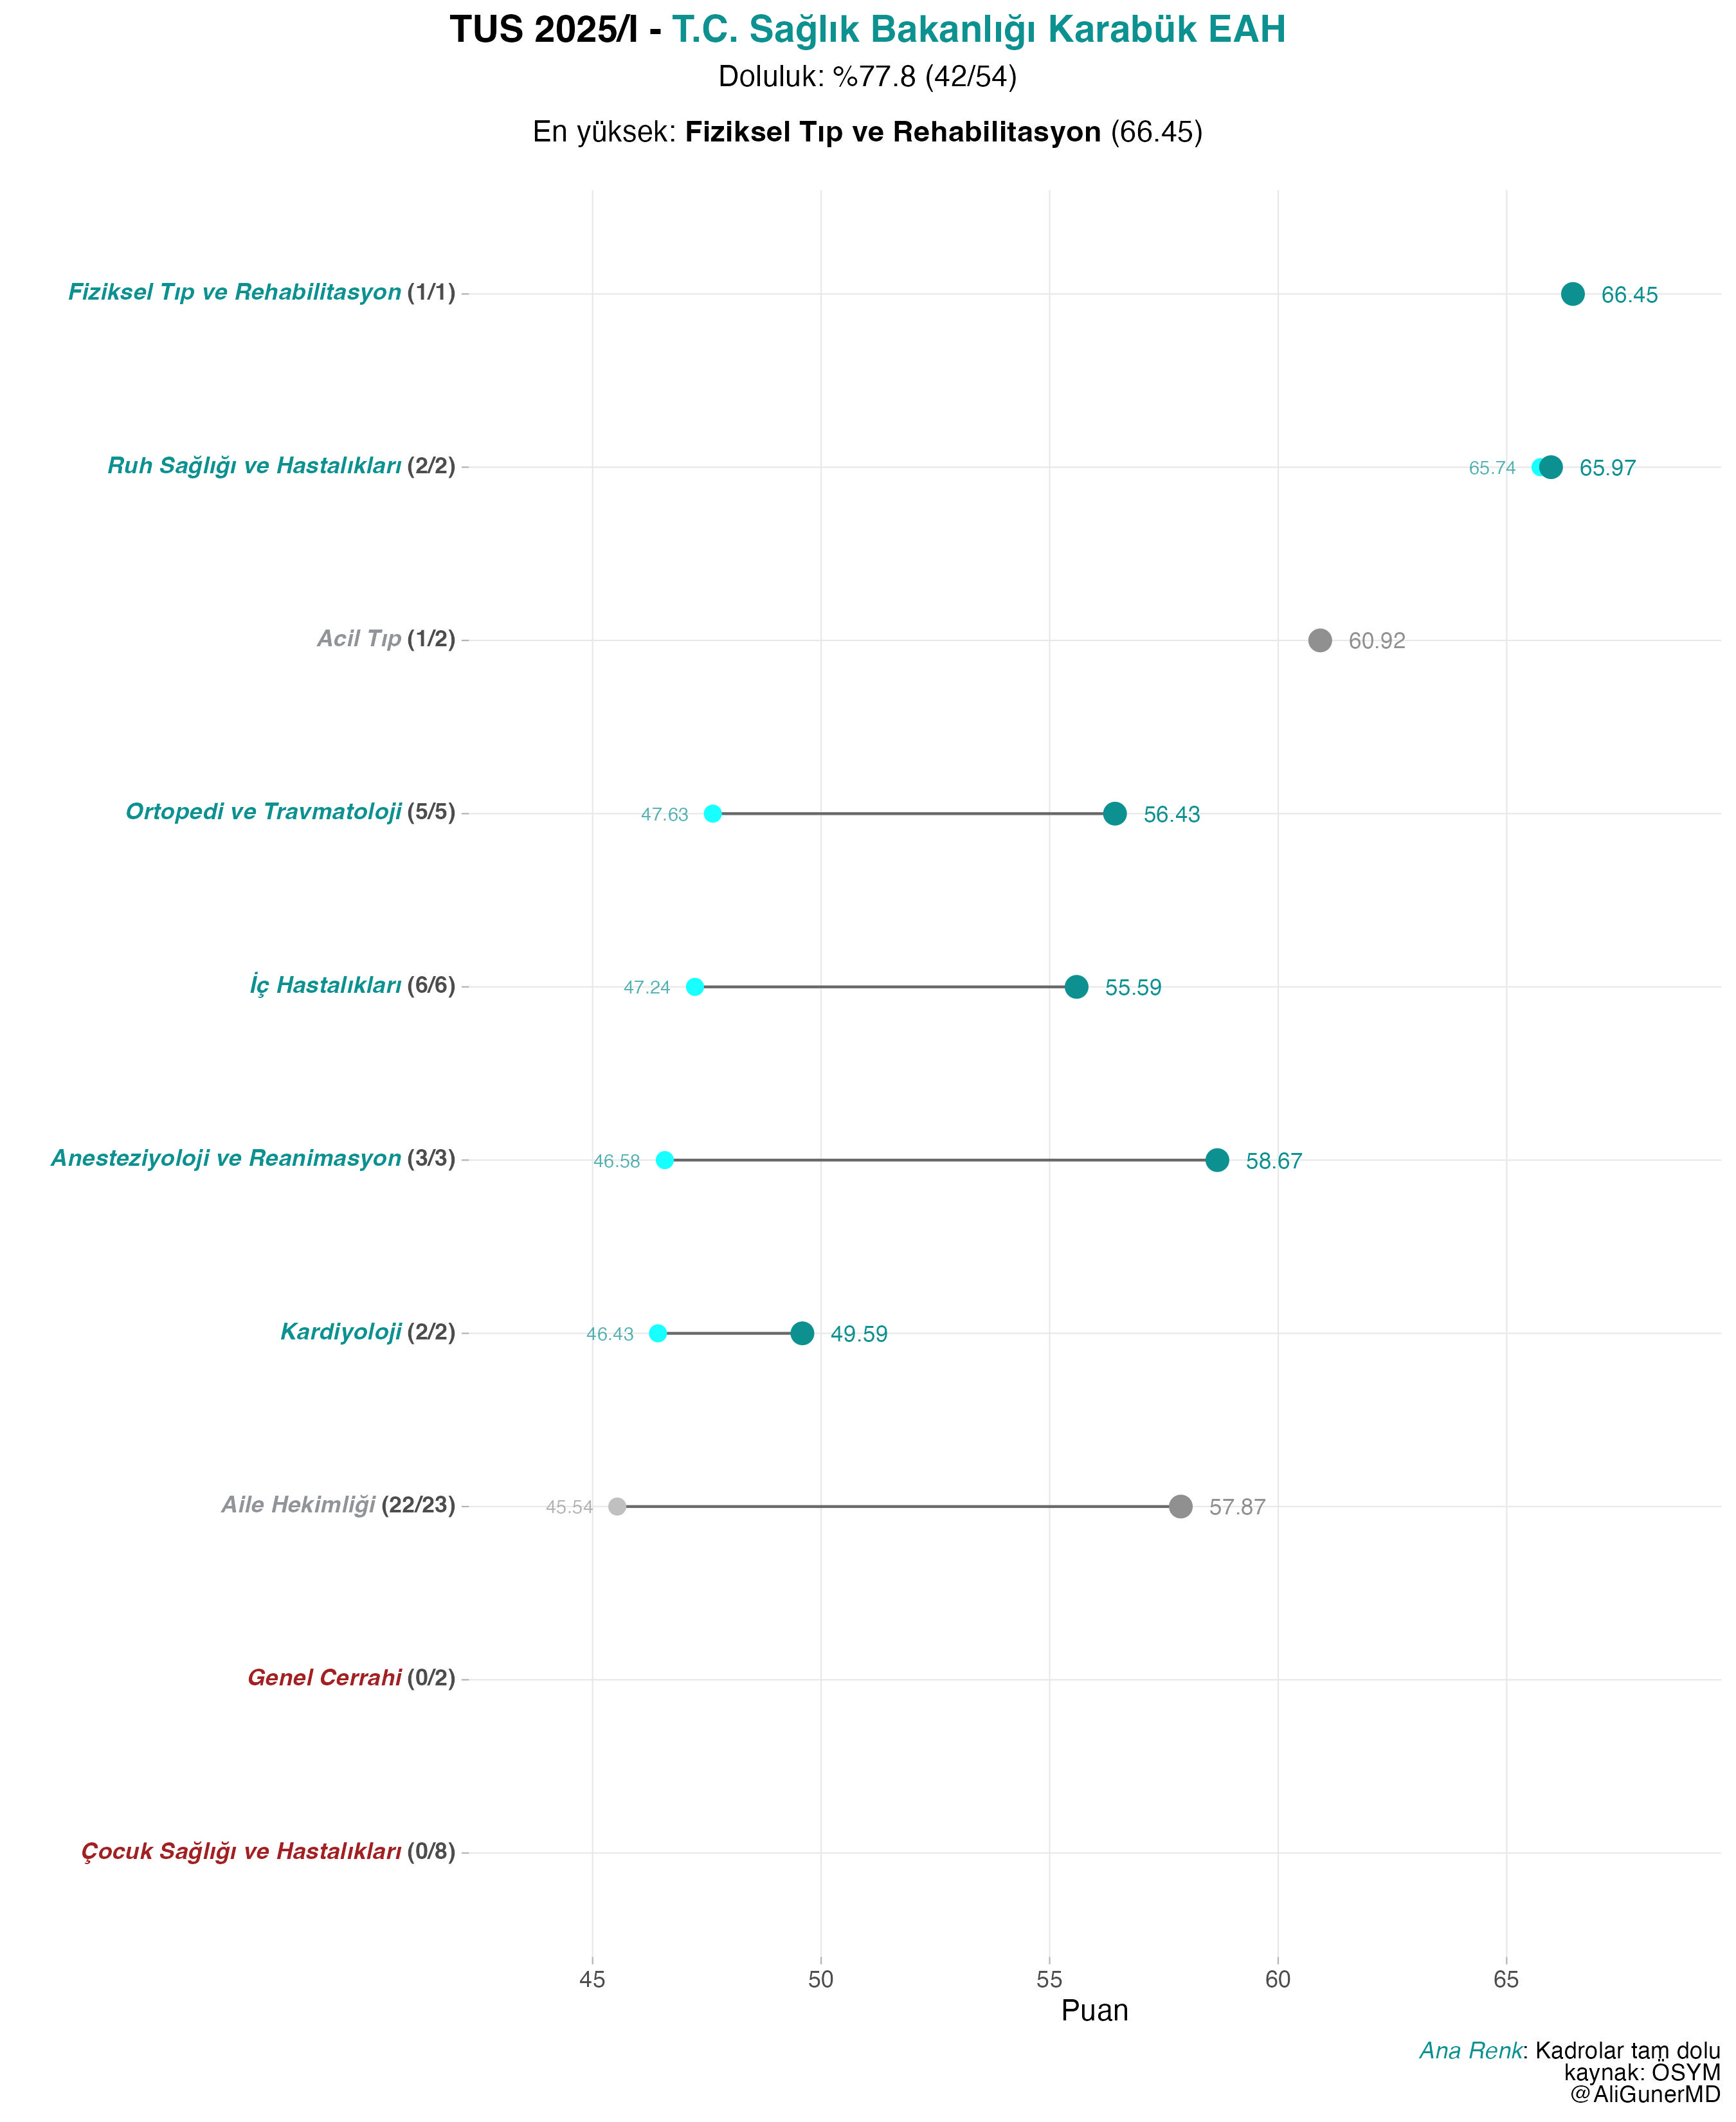 TUS 2025/I - T.C. Sağlık Bakanlığı Karabük EAH
Doluluk: %77.8 (42/54)
En yüksek: Fiziksel Tıp ve Rehabilitasyon (66.45)
Fiziksel Tıp ve Rehabilitasyon (1/1) 66.45
Ruh Sağlığı ve Hastalıkları (2/2) 65.74 65.97
Acil Tıp (1/2) 60.92
Ortopedi ve Travmatoloji (5/5) 47.63 56.43
İç Hastalıkları (6/6) 47.24 55.59
Anesteziyoloji ve Reanimasyon (3/3) 46.58 58.67
Kardiyoloji (2/2) 46.43 49.59
Aile Hekimliği (22/23) 45.54 57.87
Genel Cerrahi (0/2)
Çocuk Sağlığı ve Hastalıkları (0/8)
45 50 55 60 65
Puan
Ana Renk: Kadrolar tam dolu
kaynak: ÖSYM
@AliGunerMD